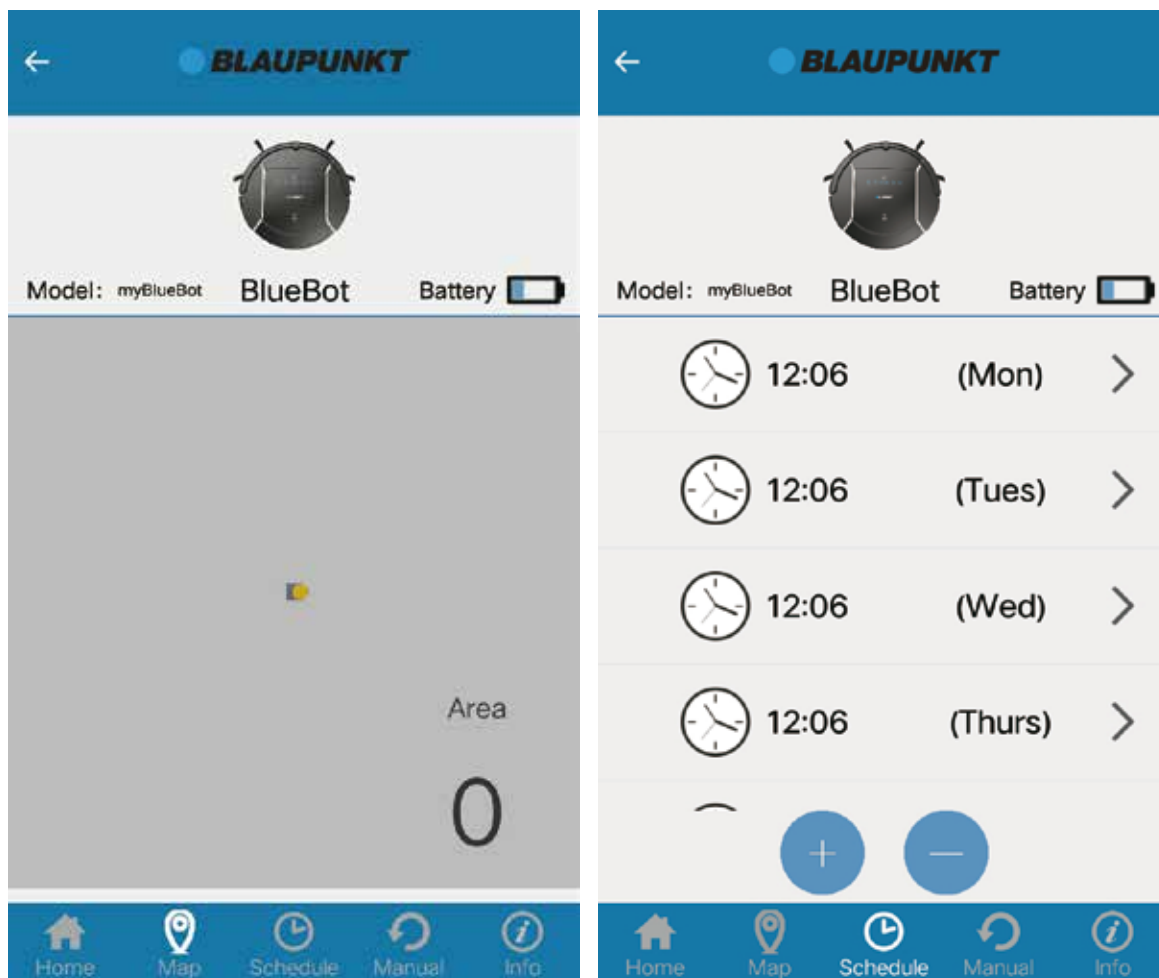 BLAUPUNKT
Model: myBlueBot BlueBot Battery
Area
0
Home Map Schedule Manual Info
BLAUPUNKT
Model: myBlueBot BlueBot Battery
12:06 (Mon)
12:06 (Tues)
12:06 (Wed)
12:06 (Thurs)
+ −
Home Map Schedule Manual Info